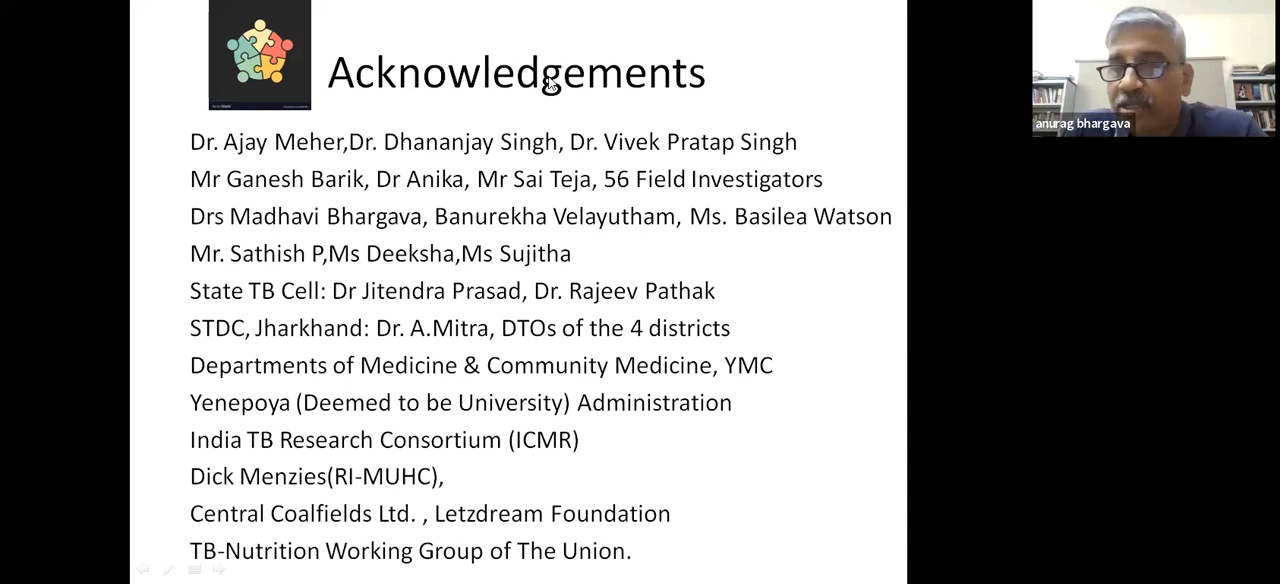 Acknowledgements
Dr. Ajay Meher,Dr. Dhananjay Singh, Dr. Vivek Pratap Singh
Mr Ganesh Barik, Dr Anika, Mr Sai Teja, 56 Field Investigators
Drs Madhavi Bhargava, Banurekha Velayutham, Ms. Basilea Watson
Mr. Sathish P,Ms Deeksha,Ms Sujitha
State TB Cell: Dr Jitendra Prasad, Dr. Rajeev Pathak
STDC, Jharkhand: Dr. A.Mitra, DTOs of the 4 districts
Departments of Medicine & Community Medicine, YMC
Yenepoya (Deemed to be University) Administration
India TB Research Consortium (ICMR)
Dick Menzies(RI-MUHC),
Central Coalfields Ltd. , Letzdream Foundation
TB-Nutrition Working Group of The Union.
anurag bhargava